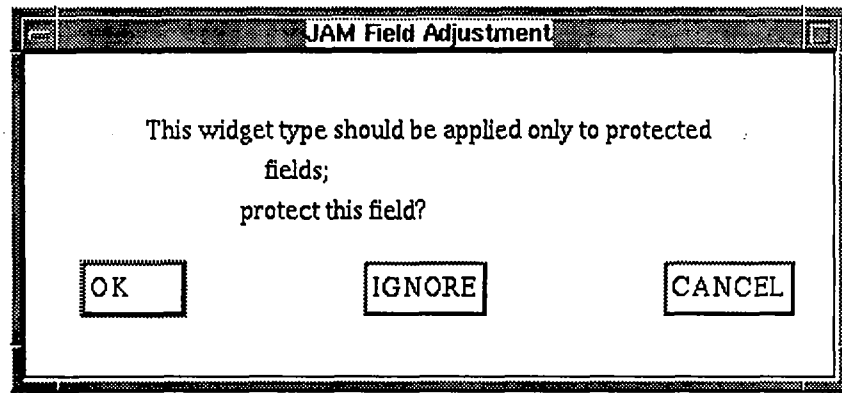 JAM Field Adjustment
This widget type should be applied only to protected
fields;
protect this field?
OK IGNORE CANCEL